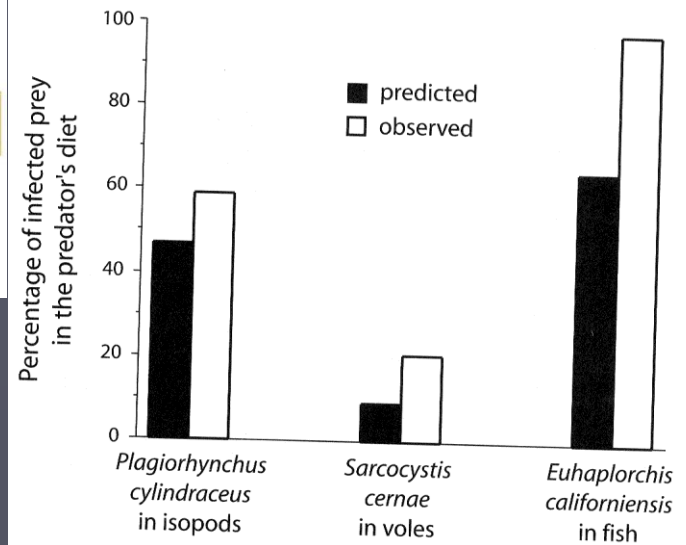 Percentage of infected prey
in the predator's diet
100
80
60
40
20
0
predicted
observed
Plagiorhynchus
cylindraceus
in isopods
Sarcocystis
cernae
in voles
Euhaplorchis
californiensis
in fish